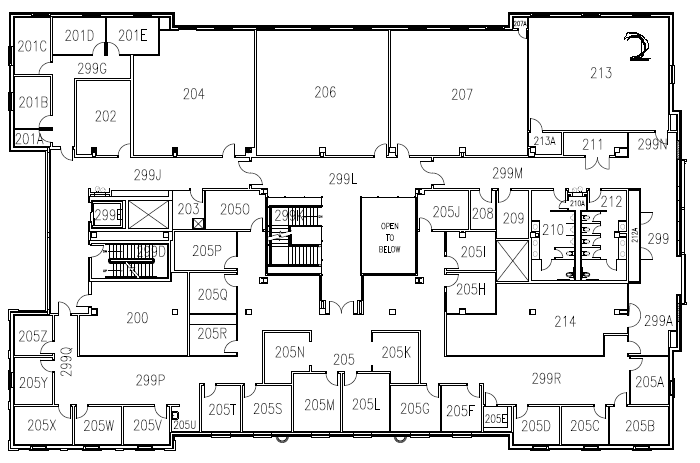 201C
201D
201E
207A
2
299G
213
201B
202
204
206
207
201A
213A
211
299N
299J
299L
299M
203
205O
205J
208
209
210A
212
299E
299K
OPEN
TO
BELOW
210
212A
299
299D
205P
205I
205Q
205H
200
214
299A
205Z
205R
299Q
205N
205
205K
205Y
299P
299R
205A
205X
205W
205V
205U
205T
205S
205M
205L
205G
205F
205E
205D
205C
205B